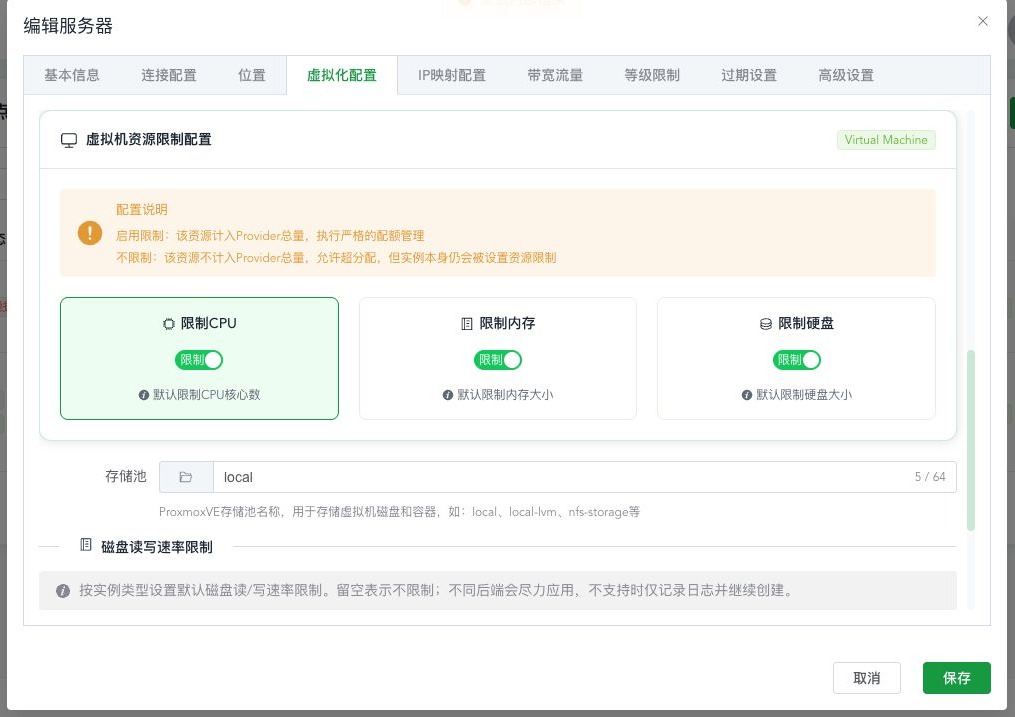 编辑服务器
基本信息 连接配置 位置 虚拟化配置 IP映射配置 带宽流量 等级限制 过期设置 高级设置
虚拟机资源限制配置
Virtual Machine
配置说明
启用限制：该资源计入Provider总量，执行严格的配额管理
不限制：该资源不计入Provider总量，允许超分配，但实例本身仍会被设置资源限制
限制CPU
限制
默认限制CPU核心数
限制内存
限制
默认限制内存大小
限制硬盘
限制
默认限制硬盘大小
存储池
local
5 / 64
ProxmoxVE存储池名称，用于存储虚拟机磁盘和容器，如：local、local-lvm、nfs-storage等
磁盘读写速率限制
按实例类型设置默认磁盘读/写速率限制。留空表示不限制；不同后端会尽力应用，不支持时仅记录日志并继续创建。
取消
保存